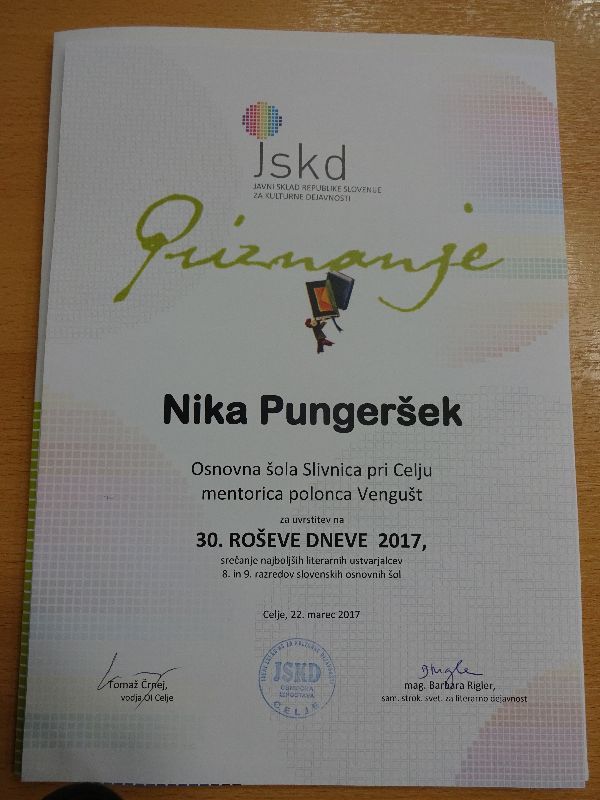 Jskd
JAVNI SKLAD REPUBLIKE SLOVENIJE
ZA KULTURNE DEJAVNOSTI
Priznanje
Nika Pungeršek
Osnovna šola Slivnica pri Celju
mentorica polonca Vengušt
za uvrstitev na
30. ROŠEVE DNEVE 2017,
srečanje najboljših literarnih ustvarjalcev
8. in 9. razredov slovenskih osnovnih šol
Celje, 22. marec 2017
JSKD
OBMOČNA
IZPOSTAVA
CELJE
Tomaž Črnej,
vodja OI Celje
mag. Barbara Rigler,
sam. strok. svet. za literarno dejavnost